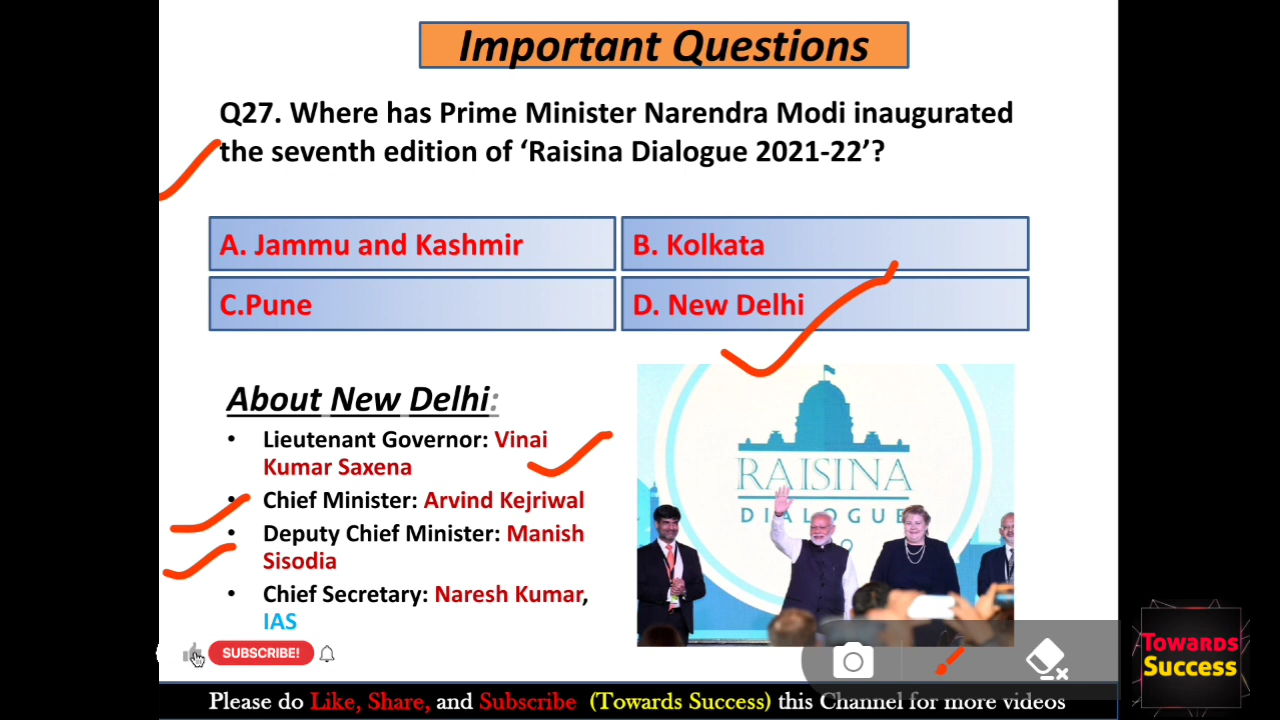 Important Questions
Q27. Where has Prime Minister Narendra Modi inaugurated
the seventh edition of ‘Raisina Dialogue 2021-22’?
A. Jammu and Kashmir
B. Kolkata
C.Pune
D. New Delhi
About New Delhi:
• Lieutenant Governor: Vinai
Kumar Saxena
• Chief Minister: Arvind Kejriwal
• Deputy Chief Minister: Manish
Sisodia
• Chief Secretary: Naresh Kumar,
IAS
RAISINA
DIALOGUE
SUBSCRIBE!
Towards
Success
Please do Like, Share, and Subscribe (Towards Success) this Channel for more videos